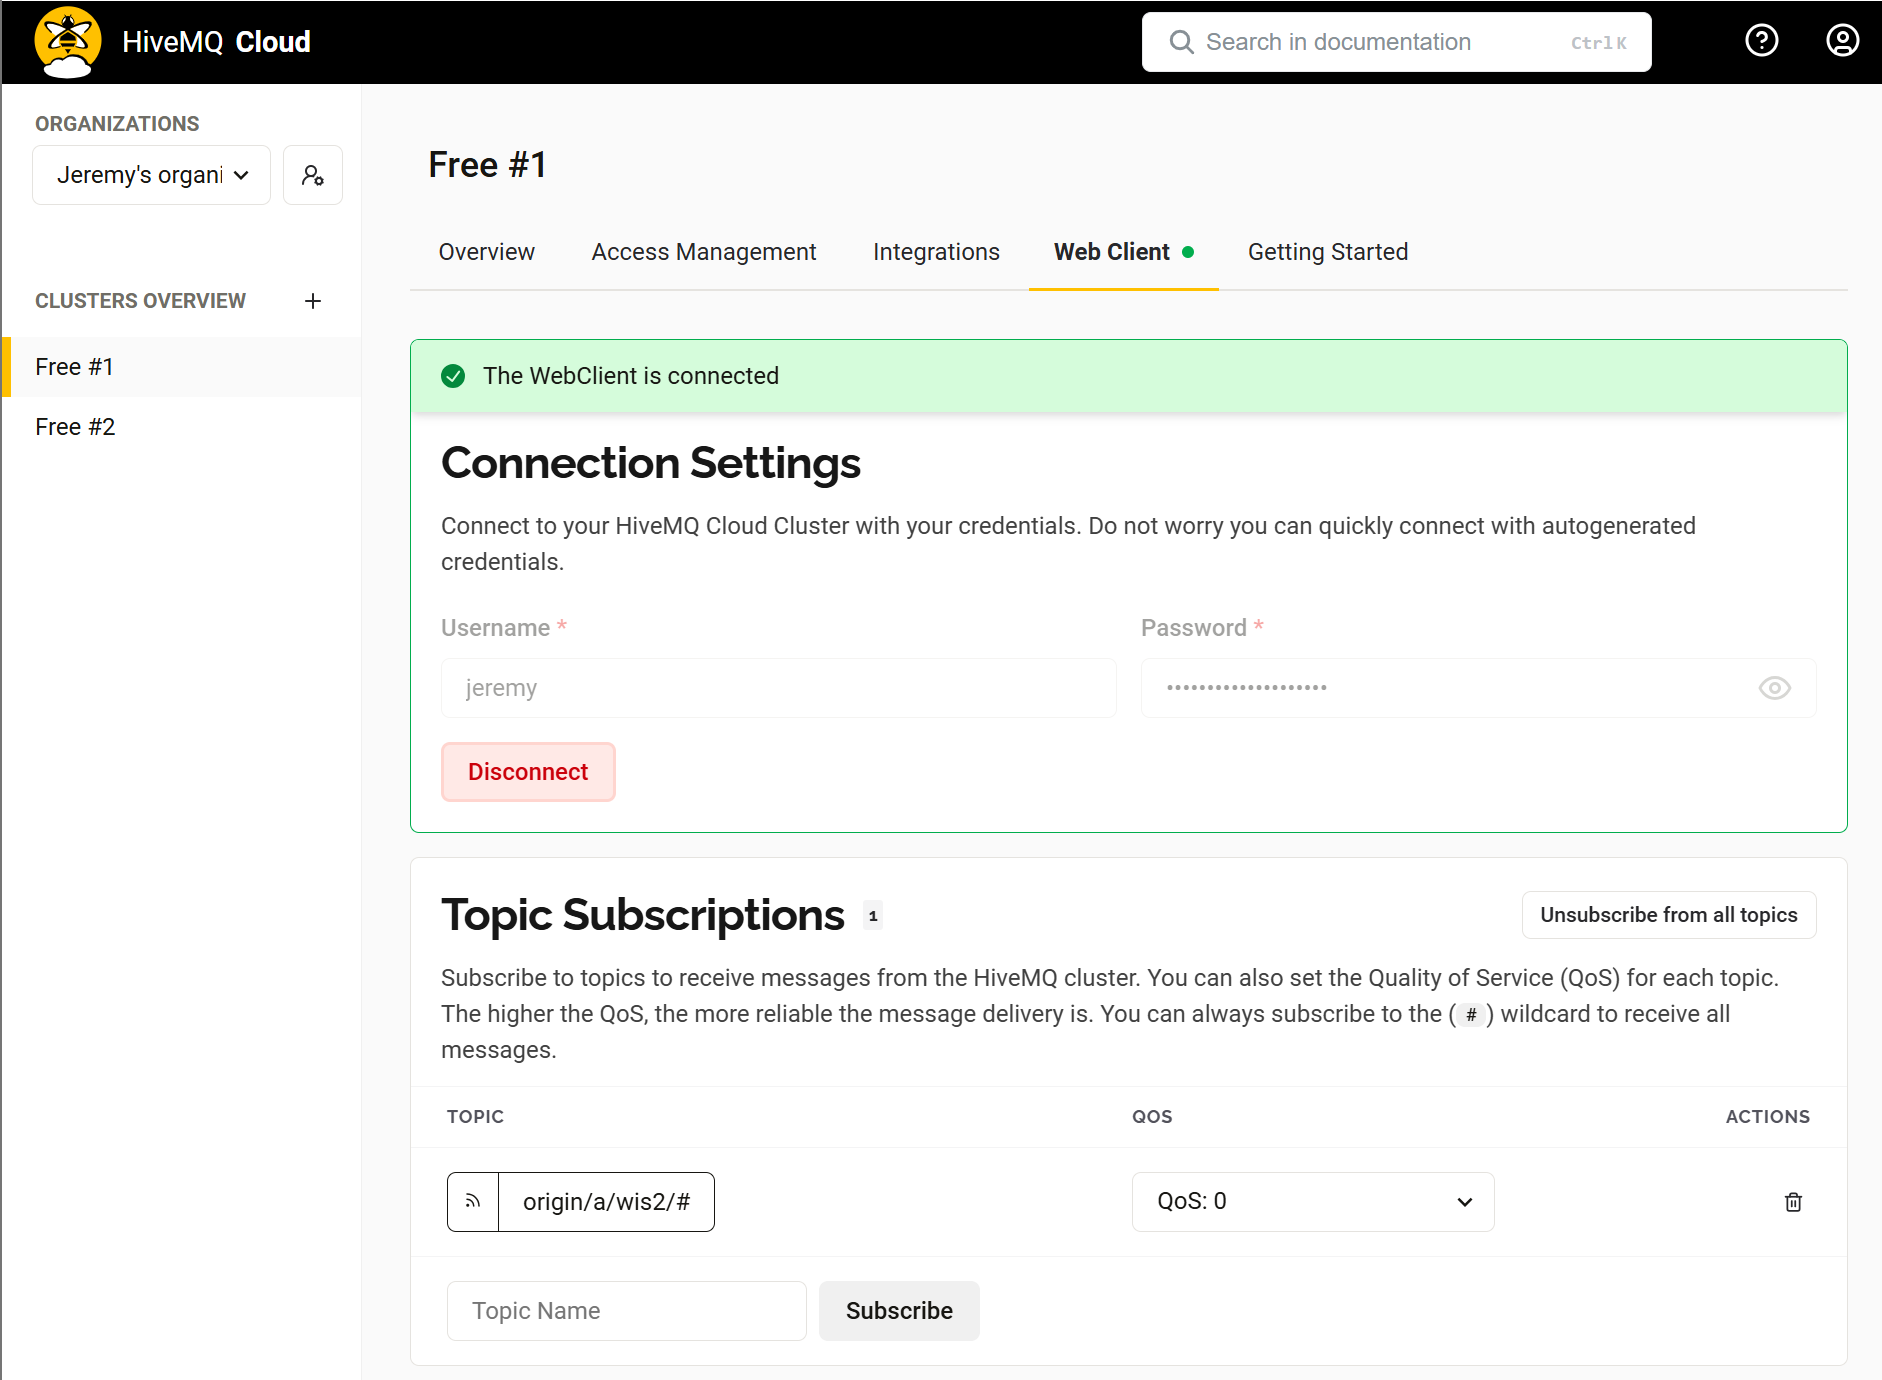 HiveMQ Cloud
Search in documentation
Ctrl K
ORGANIZATIONS
Jeremy's organi
CLUSTERS OVERVIEW
Free #1
Free #2
Free #1
Overview
Access Management
Integrations
Web Client
Getting Started
The WebClient is connected
Connection Settings
Connect to your HiveMQ Cloud Cluster with your credentials. Do not worry you can quickly connect with autogenerated
credentials.
Username *
Password *
jeremy
••••••••••••••••••••
Disconnect
Topic Subscriptions 1
Unsubscribe from all topics
Subscribe to topics to receive messages from the HiveMQ cluster. You can also set the Quality of Service (QoS) for each topic.
The higher the QoS, the more reliable the message delivery is. You can always subscribe to the ( # ) wildcard to receive all
messages.
TOPIC
QOS
ACTIONS
origin/a/wis2/#
QoS: 0
Topic Name
Subscribe